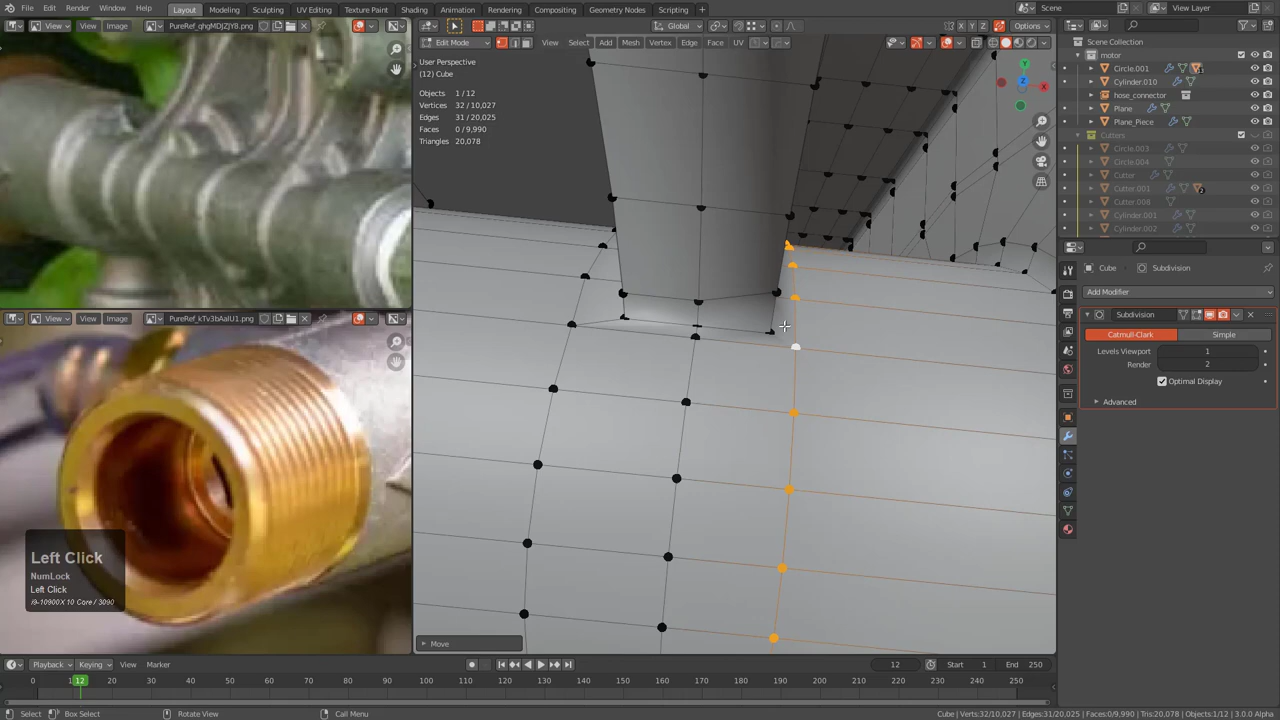 File Edit Render Window Help Layout Modeling Sculpting UV Editing Texture Paint Shading Animation Rendering Compositing Geometry Nodes Scripting Scene View Layer
View View Image PureRef_qhgMDJZJY8.png Global Options
Edit Mode View Select Add Mesh Vertex Edge Face UV
User Perspective
(12) Cube
Objects 1 / 12
Vertices 32 / 10,027
Edges 31 / 20,025
Faces 0 / 9,990
Triangles 20,078
X Y Z
Scene Collection
motor
Circle.001
Cylinder.010
hose_connector
Plane
Plane_Piece
Cutters
Circle.003
Circle.004
Cutter
Cutter.001
Cutter.008
Cylinder.001
Cylinder.002
Cube Subdivision
Add Modifier
Subdivision
Catmull-Clark Simple
Levels Viewport 1
Render 2
Optimal Display
Advanced
View View Image PureRef_kTv3bAalU1.png
Left Click
NumLock
Left Click
i9-10900X 10 Core / 3090
Move
Playback Keying View Marker 12 Start 1 End 250
0 12 20 30 40 50 60 70 80 90 100 110 120 130 140 150 160 170 180 190 200 210 220 230 240 250
Select Box Select Rotate View Call Menu Cube | Verts:32/10,027 | Edges:31/20,025 | Faces:0/9,990 | Tris:20,078 | Objects:1/12 | 3.0.0 Alpha